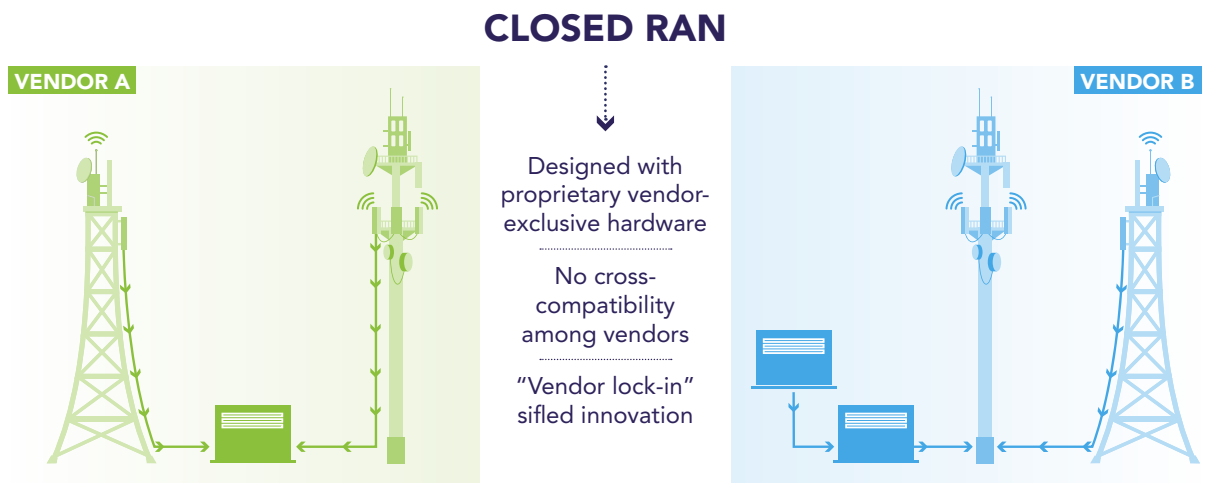 CLOSED RAN
VENDOR A
VENDOR B
Designed with
proprietary vendor-
exclusive hardware
No cross-
compatibility
among vendors
“Vendor lock-in”
sifled innovation